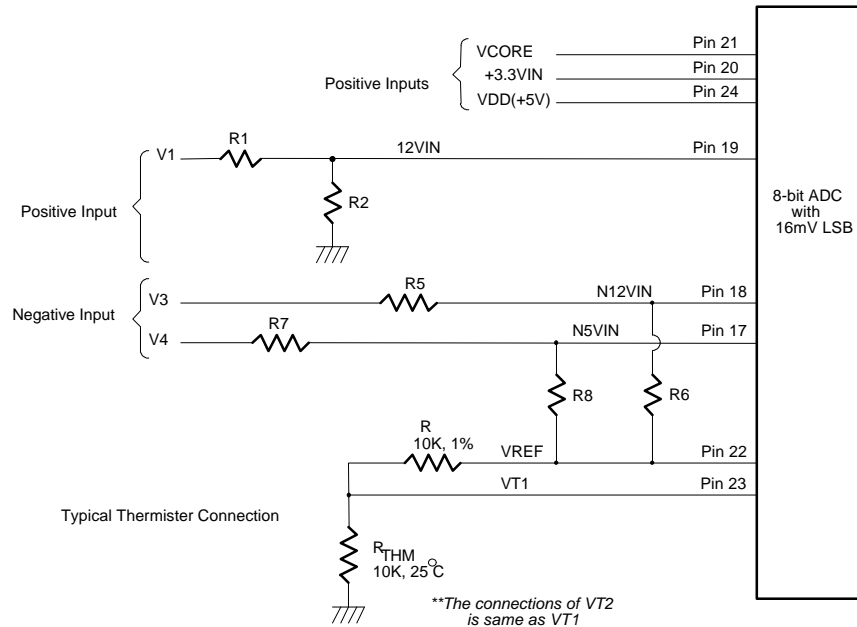 VCORE
Pin 21
Positive Inputs
+3.3VIN
Pin 20
VDD(+5V)
Pin 24
R1
V1
12VIN
Pin 19
R2
Positive Input
8-bit ADC
with
16mV LSB
V3
R5
N12VIN
Pin 18
Negative Input
V4
R7
N5VIN
Pin 17
R8
R6
R
10K, 1%
VREF
Pin 22
VT1
Pin 23
Typical Thermister Connection
R THM
10K, 25°C
**The connections of VT2
is same as VT1